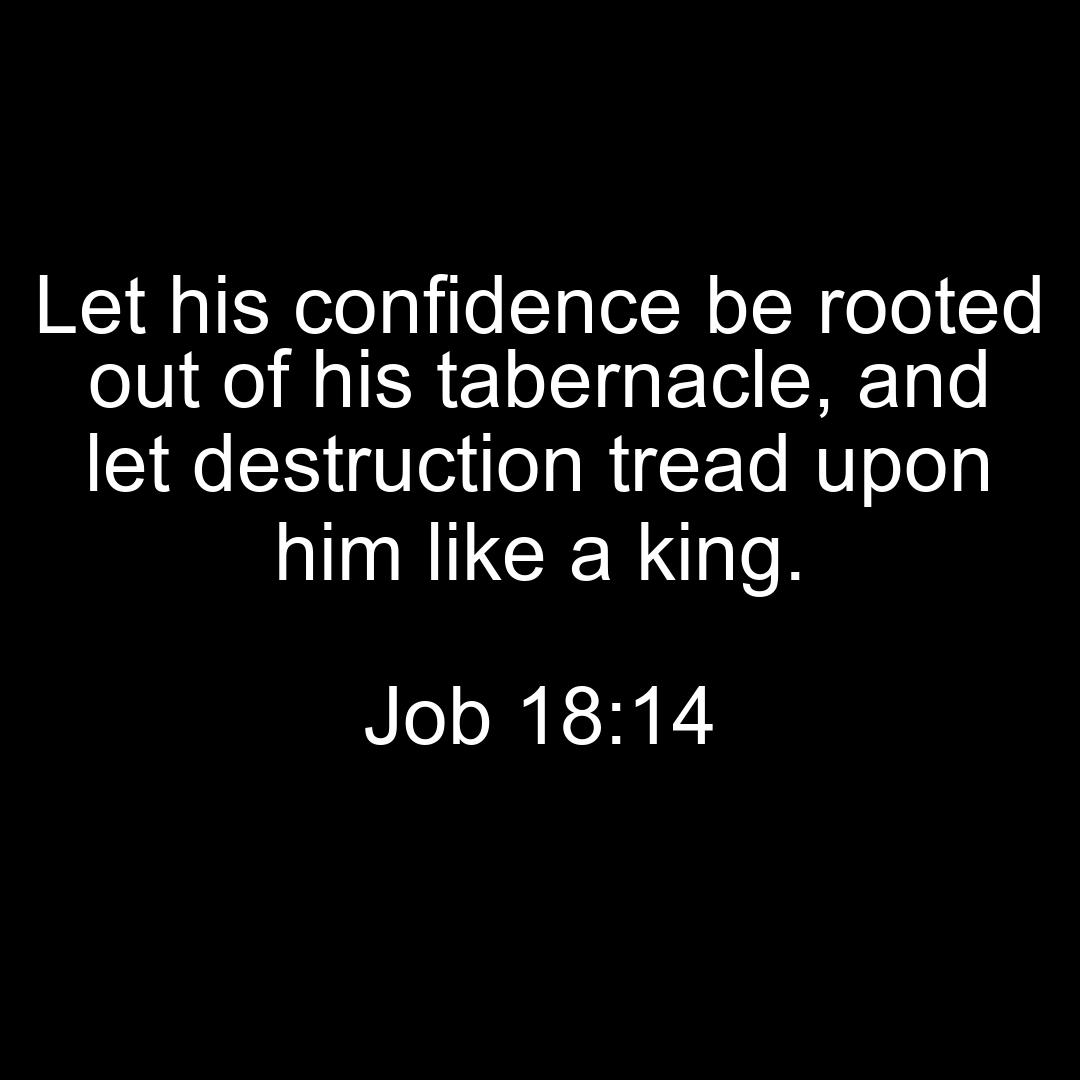 Let his confidence be rooted
out of his tabernacle, and
let destruction tread upon
him like a king.
Job 18:14